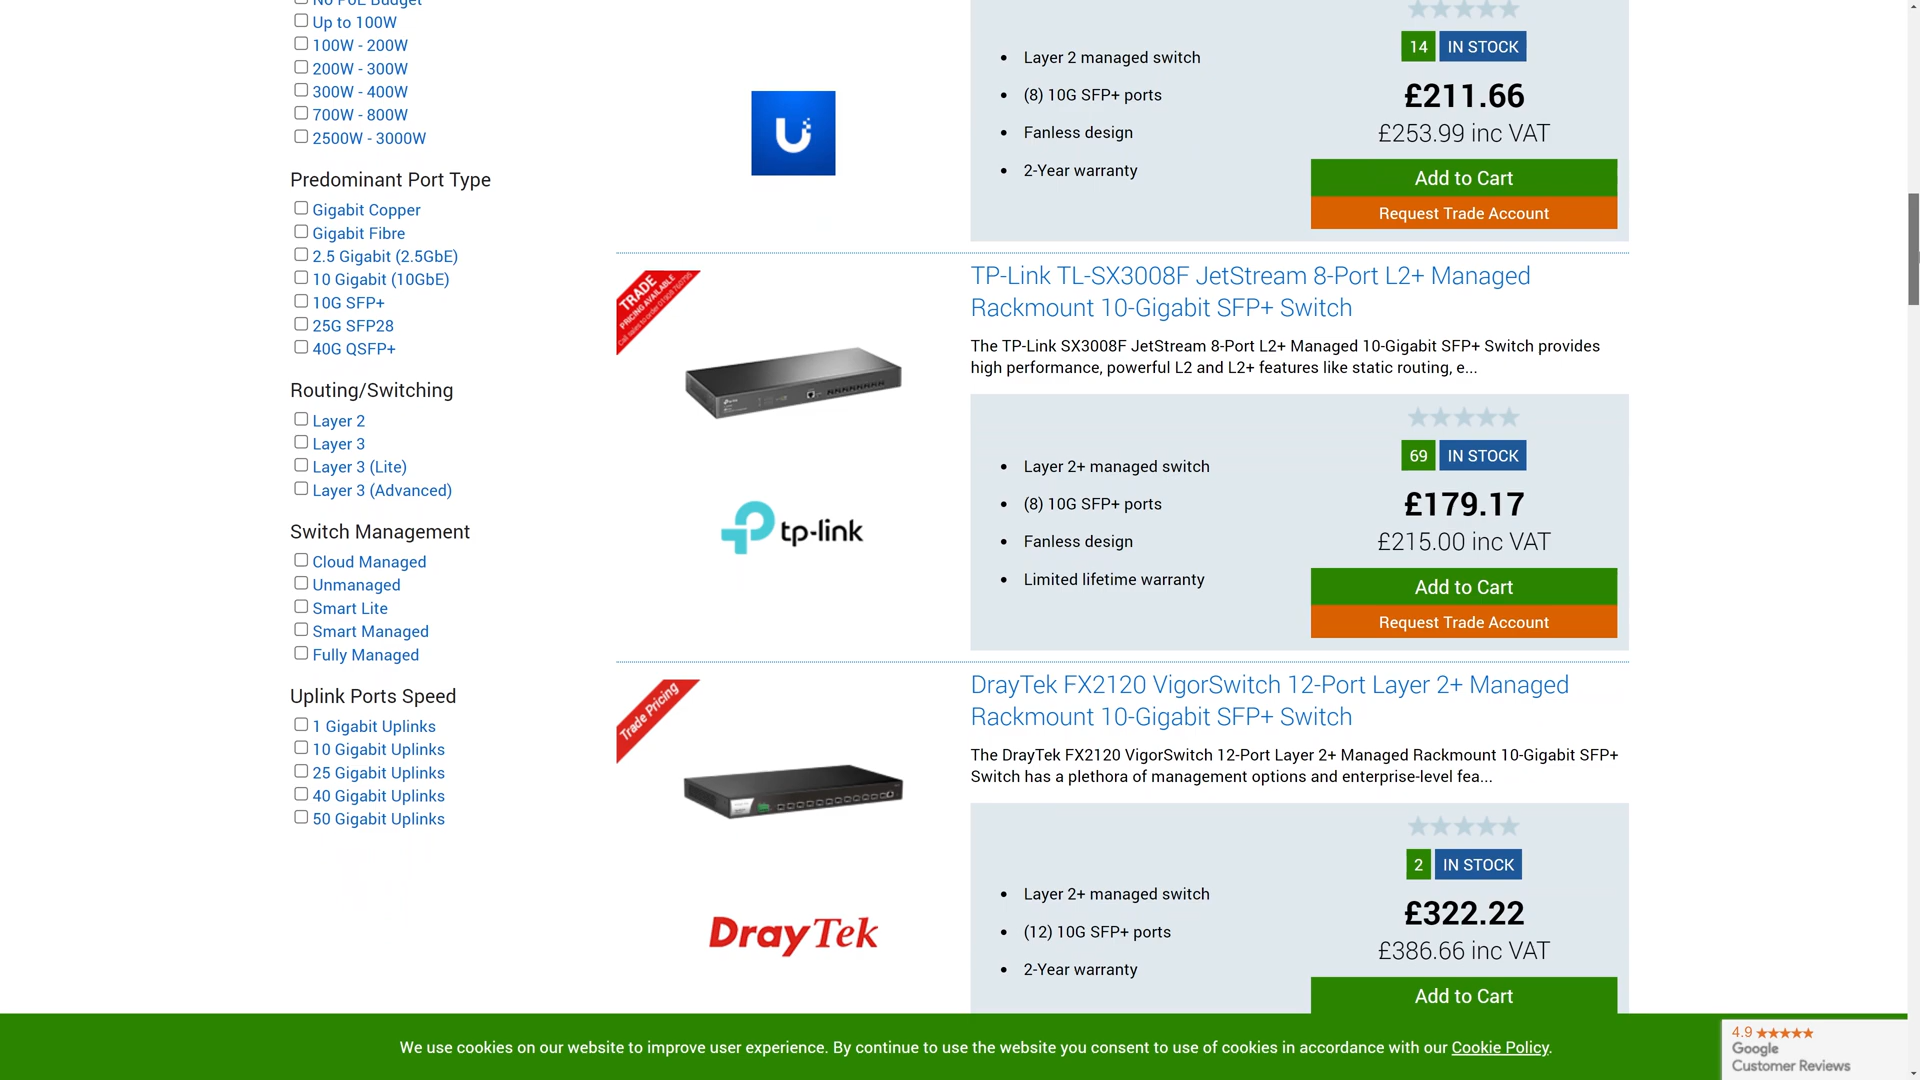 No PoE Budget
Up to 100W
100W - 200W
200W - 300W
300W - 400W
700W - 800W
2500W - 3000W
Predominant Port Type
Gigabit Copper
Gigabit Fibre
2.5 Gigabit (2.5GbE)
10 Gigabit (10GbE)
10G SFP+
25G SFP28
40G QSFP+
Routing/Switching
Layer 2
Layer 3
Layer 3 (Lite)
Layer 3 (Advanced)
Switch Management
Cloud Managed
Unmanaged
Smart Lite
Smart Managed
Fully Managed
Uplink Ports Speed
1 Gigabit Uplinks
10 Gigabit Uplinks
25 Gigabit Uplinks
40 Gigabit Uplinks
50 Gigabit Uplinks
U
Layer 2 managed switch
(8) 10G SFP+ ports
Fanless design
2-Year warranty
14 IN STOCK
£211.66
£253.99 inc VAT
Add to Cart
Request Trade Account
TRADE
PRICING AVAILABLE
TP-Link TL-SX3008F JetStream 8-Port L2+ Managed
Rackmount 10-Gigabit SFP+ Switch
The TP-Link SX3008F JetStream 8-Port L2+ Managed 10-Gigabit SFP+ Switch provides
high performance, powerful L2 and L2+ features like static routing, e...
tp-link
Layer 2+ managed switch
(8) 10G SFP+ ports
Fanless design
Limited lifetime warranty
69 IN STOCK
£179.17
£215.00 inc VAT
Add to Cart
Request Trade Account
Trade Pricing
DrayTek FX2120 VigorSwitch 12-Port Layer 2+ Managed
Rackmount 10-Gigabit SFP+ Switch
The DrayTek FX2120 VigorSwitch 12-Port Layer 2+ Managed Rackmount 10-Gigabit SFP+
Switch has a plethora of management options and enterprise-level fea...
DrayTek
Layer 2+ managed switch
(12) 10G SFP+ ports
2-Year warranty
2 IN STOCK
£322.22
£386.66 inc VAT
Add to Cart
We use cookies on our website to improve user experience. By continue to use the website you consent to use of cookies in accordance with our Cookie Policy.
4.9
Google
Customer Reviews